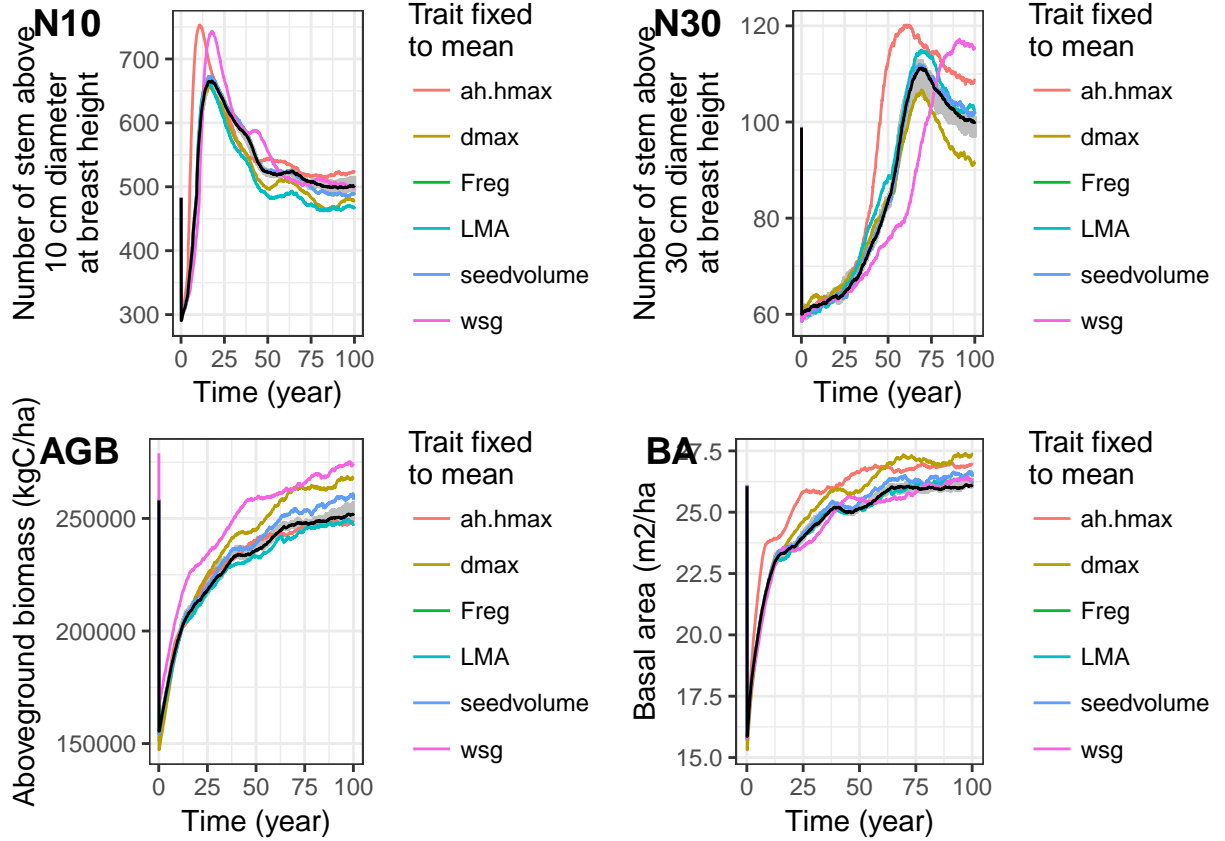 N10
Number of stem above
10 cm diameter
at breast height
300
400
500
600
700
0 25 50 75 100
Time (year)
Trait fixed
to mean
ah.hmax
dmax
Freg
LMA
seedvolume
wsg
N30
Number of stem above
30 cm diameter
at breast height
60
80
100
120
0 25 50 75 100
Time (year)
Trait fixed
to mean
ah.hmax
dmax
Freg
LMA
seedvolume
wsg
AGB
Aboveground biomass (kgC/ha)
150000
200000
250000
0 25 50 75 100
Time (year)
Trait fixed
to mean
ah.hmax
dmax
Freg
LMA
seedvolume
wsg
BA
Basal area (m2/ha)
15.0
17.5
20.0
22.5
25.0
27.5
0 25 50 75 100
Time (year)
Trait fixed
to mean
ah.hmax
dmax
Freg
LMA
seedvolume
wsg